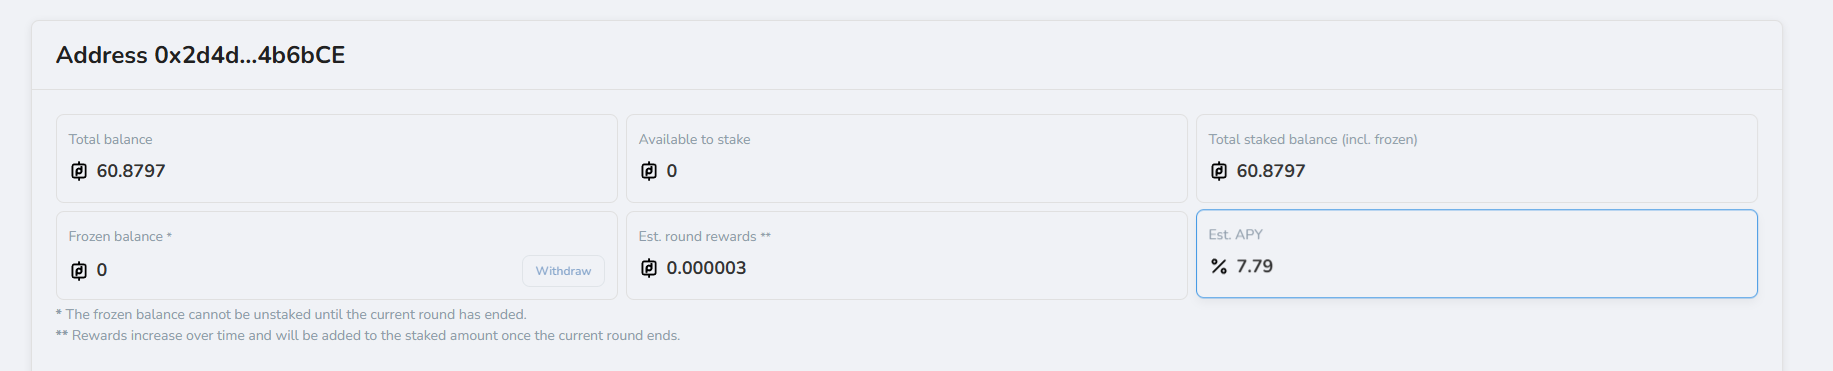 Address 0x2d4d...4b6bCE
Total balance
60.8797
Available to stake
0
Total staked balance (incl. frozen)
60.8797
Frozen balance *
0
Withdraw
Est. round rewards **
0.000003
Est. APY
% 7.79
* The frozen balance cannot be unstaked until the current round has ended.
** Rewards increase over time and will be added to the staked amount once the current round ends.